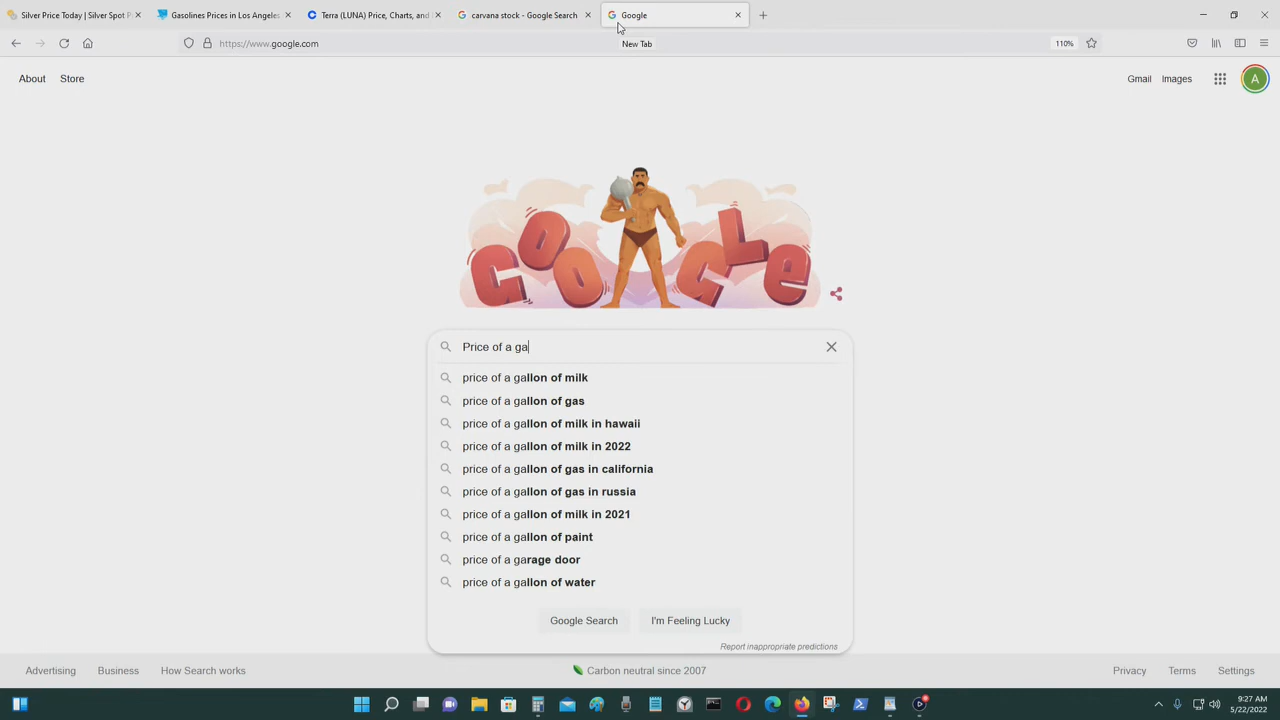 Silver Price Today | Silver Spot P
Gasolines Prices in Los Angeles
Terra (LUNA) Price, Charts, and
carvana stock - Google Search
Google
https://www.google.com
New Tab
110%
About
Store
Gmail
Images
A
GOOGLE
Price of a ga
price of a gallon of milk
price of a gallon of gas
price of a gallon of milk in hawaii
price of a gallon of milk in 2022
price of a gallon of gas in california
price of a gallon of gas in russia
price of a gallon of milk in 2021
price of a gallon of paint
price of a garage door
price of a gallon of water
Google Search
I'm Feeling Lucky
Report inappropriate predictions
Advertising
Business
How Search works
Carbon neutral since 2007
Privacy
Terms
Settings
9:27 AM
5/22/2022